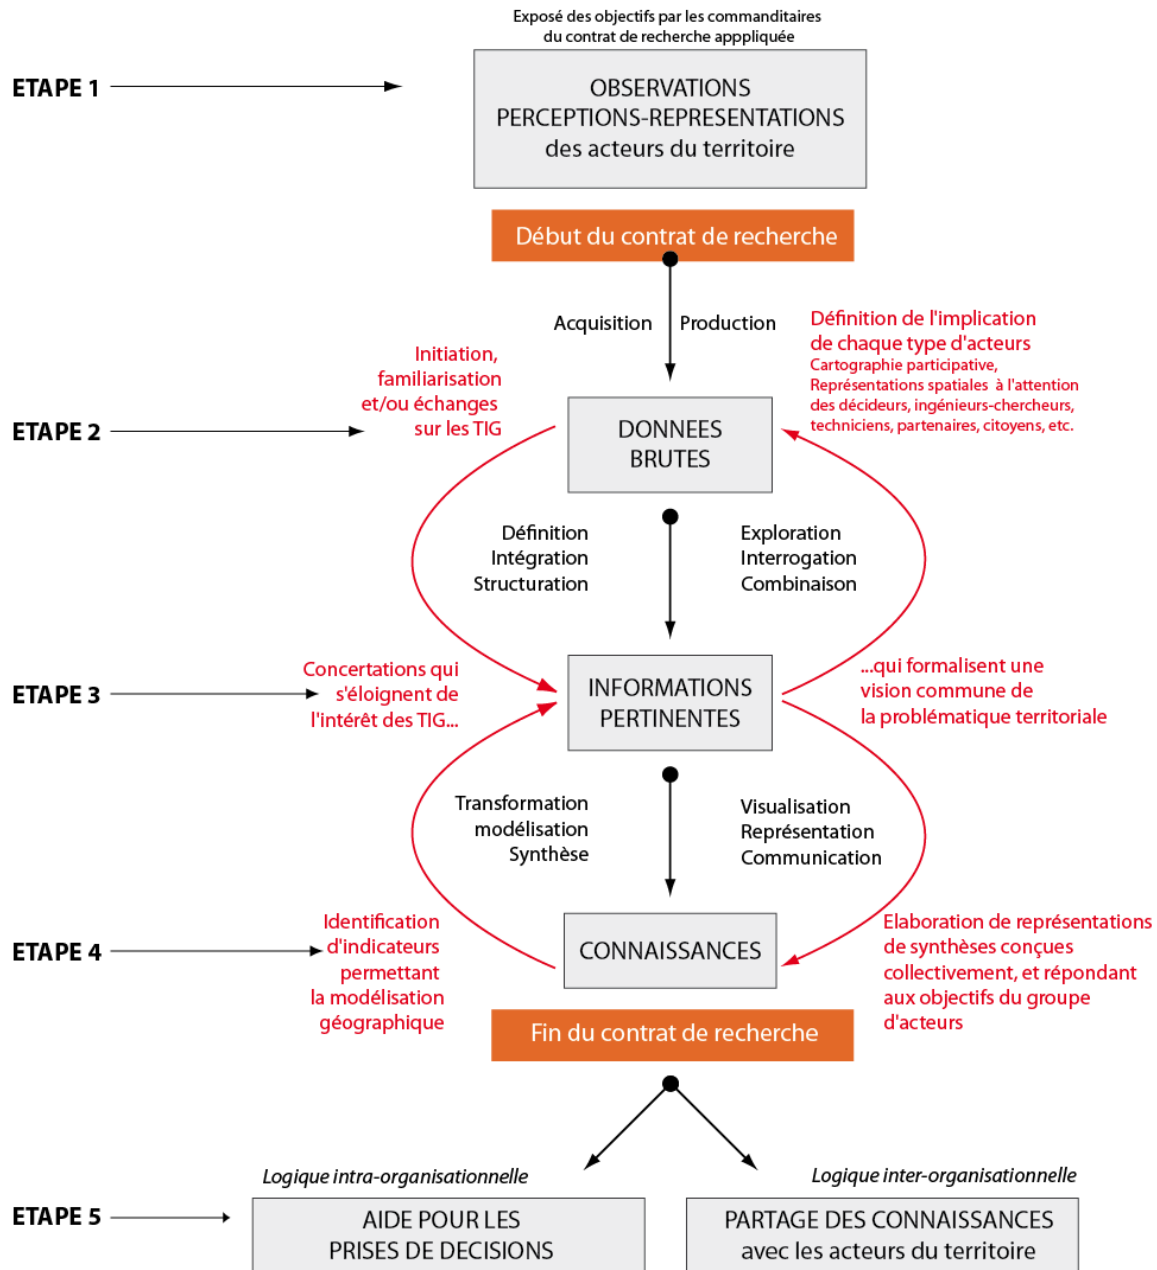 Exposé des objectifs par les commanditaires
du contrat de recherche apppliquée
ETAPE 1
OBSERVATIONS
PERCEPTIONS-REPRESENTATIONS
des acteurs du territoire
Début du contrat de recherche
Acquisition
Production
Initiation,
familiarisation
et/ou échanges
sur les TIG
Définition de l'implication
de chaque type d'acteurs
Cartographie participative,
Représentations spatiales à l'attention
des décideurs, ingénieurs-chercheurs,
techniciens, partenaires, citoyens, etc.
ETAPE 2
DONNEES
BRUTES
Définition
Intégration
Structuration
Exploration
Interrogation
Combinaison
ETAPE 3
Concertations qui
s'éloignent de
l'intérêt des TIG...
INFORMATIONS
PERTINENTES
...qui formalisent une
vision commune de
la problématique territoriale
Transformation
modélisation
Synthèse
Visualisation
Représentation
Communication
ETAPE 4
Identification
d'indicateurs
permettant
la modélisation
géographique
CONNAISSANCES
Elaboration de représentations
de synthèses conçues
collectivement, et répondant
aux objectifs du groupe
d'acteurs
Fin du contrat de recherche
Logique intra-organisationnelle
Logique inter-organisationnelle
ETAPE 5
AIDE POUR LES
PRISES DE DECISIONS
PARTAGE DES CONNAISSANCES
avec les acteurs du territoire